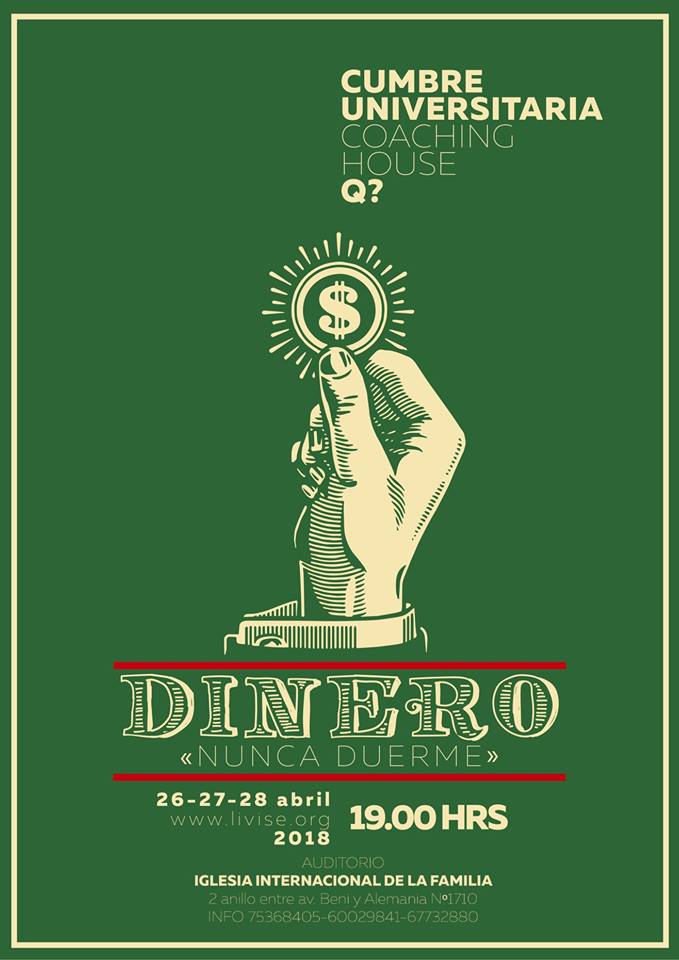 CUMBRE
UNIVERSITARIA
COACHING
HOUSE
Q?
$
DINERO
«NUNCA DUERME»
26-27-28 abril
www.livise.org
2018
19.00 HRS
AUDITORIO
IGLESIA INTERNACIONAL DE LA FAMILIA
2 anillo entre av. Beni y Alemania Nº1710
INFO 75368405-60029841-67732880